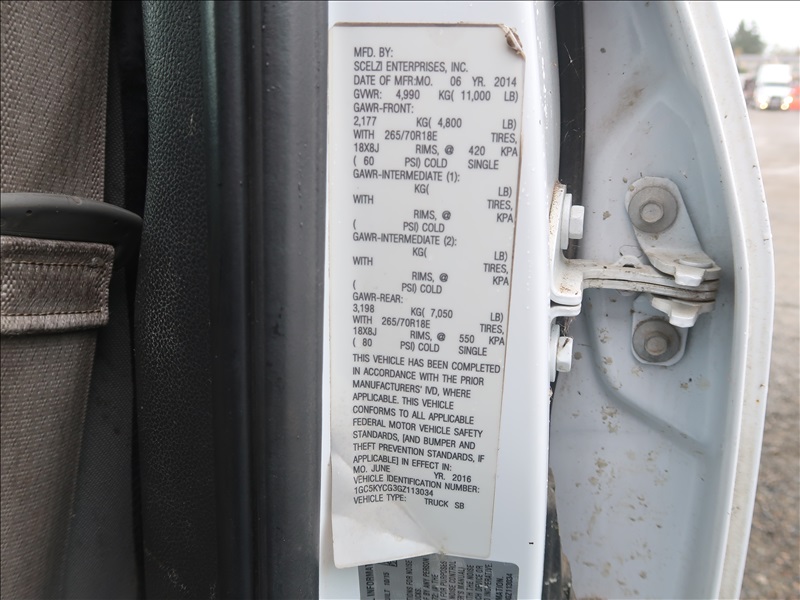 MFD. BY:
SCELZI ENTERPRISES, INC.
DATE OF MFR:MO. 06 YR. 2014
GVWR: 4,990 KG( 11,000 LB)
GAWR-FRONT:
2,177 KG( 4,800 LB)
WITH 265/70R18E TIRES,
18X8J RIMS, @ 420 KPA
( 60 PSI) COLD SINGLE
GAWR-INTERMEDIATE (1):
KG( LB)
WITH TIRES,
RIMS, @ KPA
( PSI) COLD
GAWR-INTERMEDIATE (2):
KG( LB)
WITH TIRES,
RIMS, @ KPA
( PSI) COLD
GAWR-REAR:
3,198 KG( 7,050 LB)
WITH 265/70R18E TIRES,
18X8J RIMS, @ 550 KPA
( 80 PSI) COLD SINGLE
THIS VEHICLE HAS BEEN COMPLETED
IN ACCORDANCE WITH THE PRIOR
MANUFACTURERS' IVD, WHERE
APPLICABLE. THIS VEHICLE
CONFORMS TO ALL APPLICABLE
FEDERAL MOTOR VEHICLE SAFETY
STANDARDS, [AND BUMPER AND
THEFT PREVENTION STANDARDS, IF
APPLICABLE] IN EFFECT IN:
MO. JUNE YR. 2016
VEHICLE IDENTIFICATION NUMBER:
1GC5KYCG3GZ113034
VEHICLE TYPE: TRUCK SB